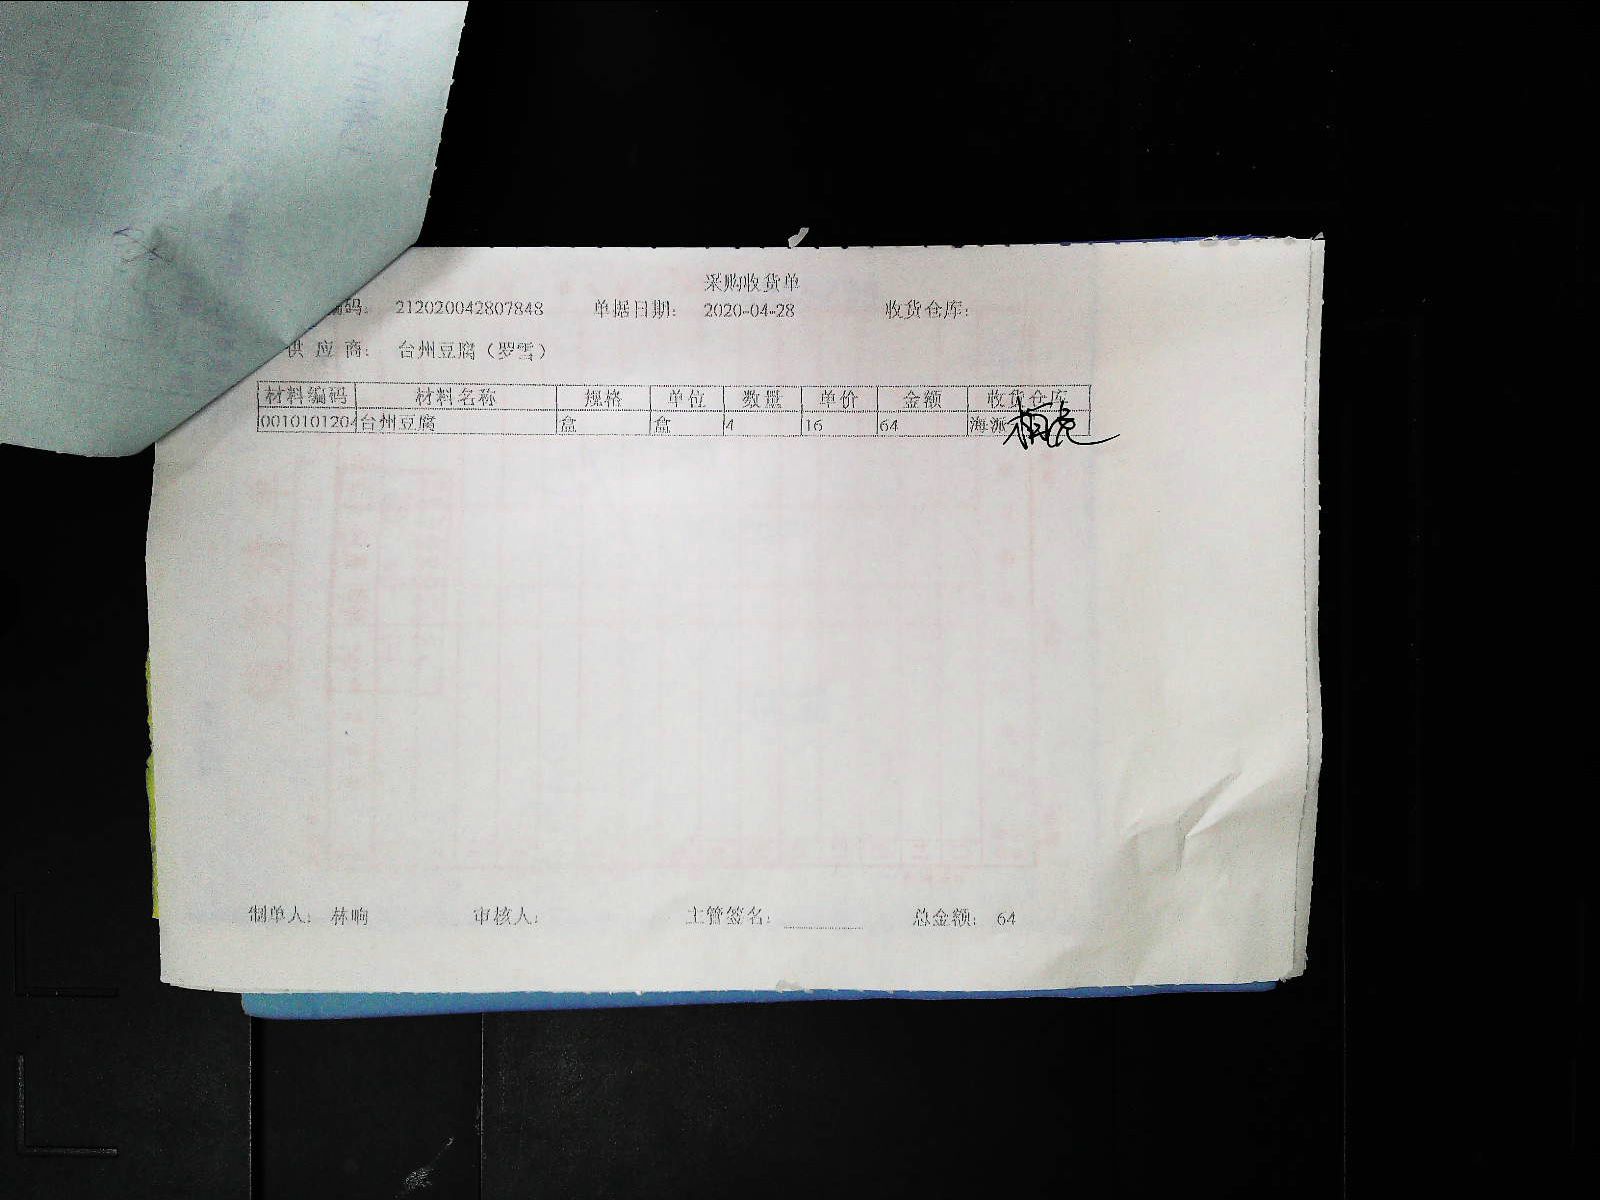 采购收货单
编码： 212020042807848 单据日期： 2020-04-28 收货仓库：
供 应 商： 台州豆腐（罗雪）
材料编码 材料名称 规格 单位 数量 单价 金额 收货仓库
0010101204 台州豆腐 盒 盒 4 16 64 海派
制单人： 林响 审核人： 主管签名： 总金额： 64